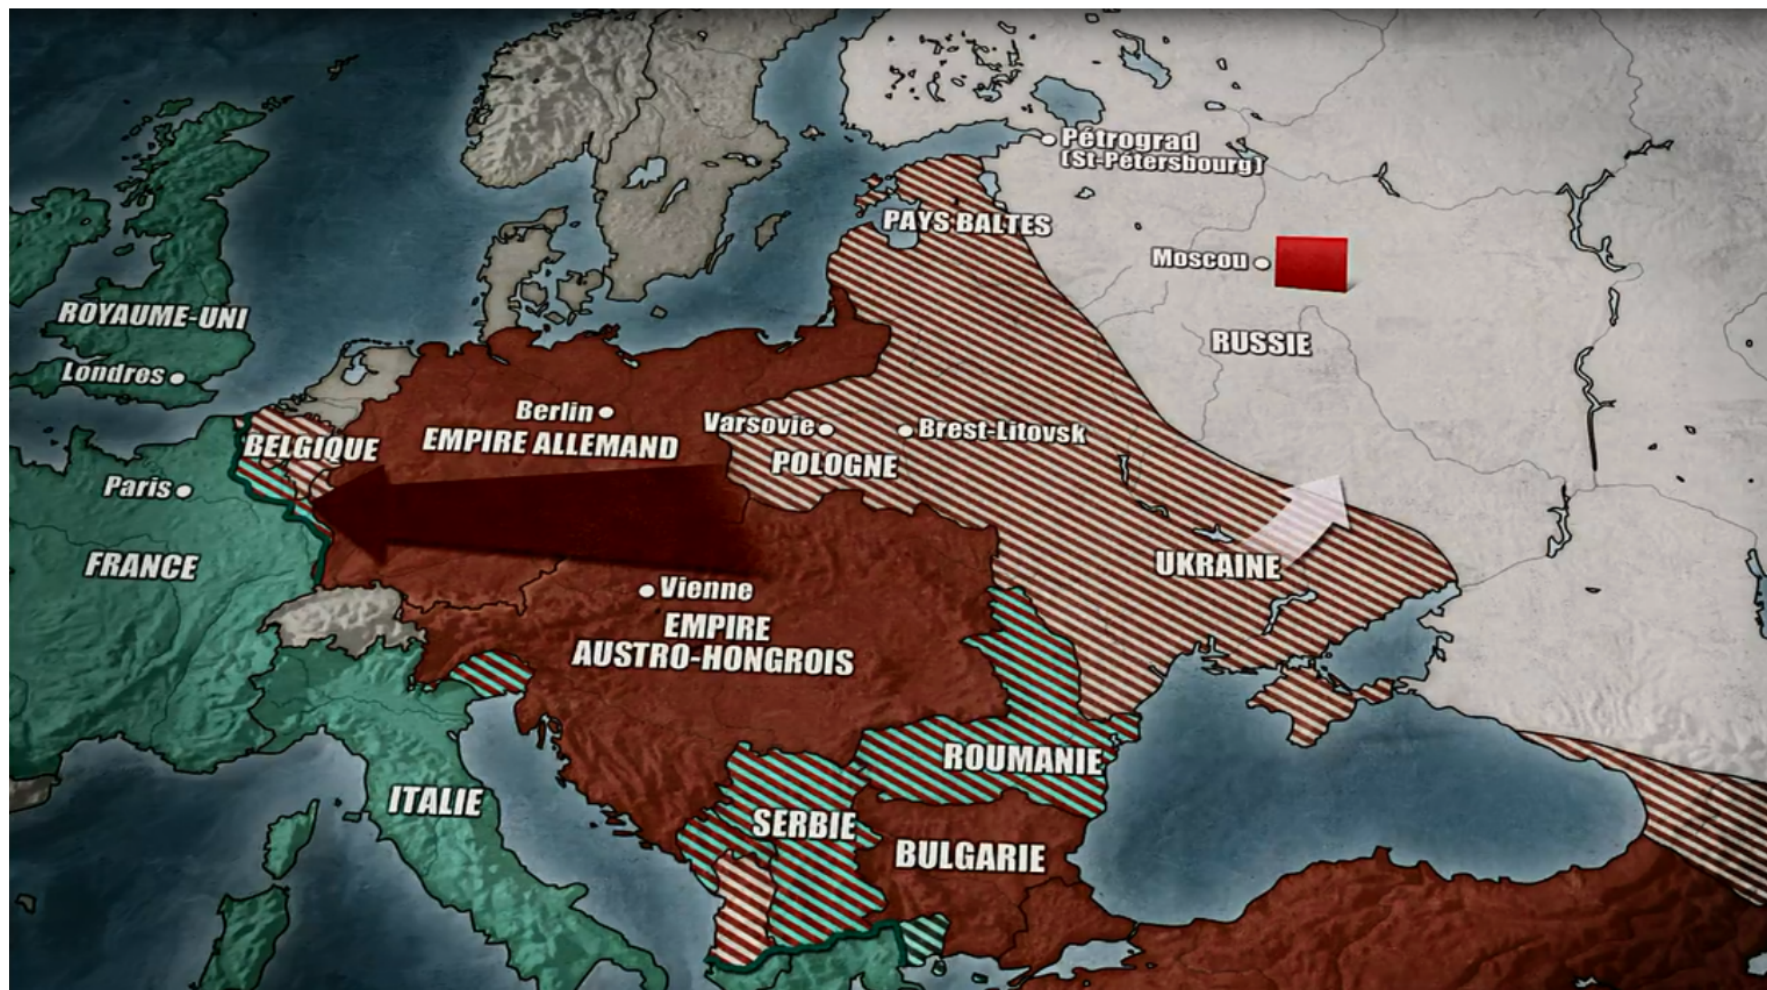 Pétrograd
(St-Pétersbourg)
PAYS BALTES
Moscou
ROYAUME-UNI
RUSSIE
Londres
Berlin
Varsovie
Brest-Litovsk
BELGIQUE
EMPIRE ALLEMAND
POLOGNE
Paris
FRANCE
UKRAINE
Vienne
EMPIRE
AUSTRO-HONGROIS
ROUMANIE
ITALIE
SERBIE
BULGARIE